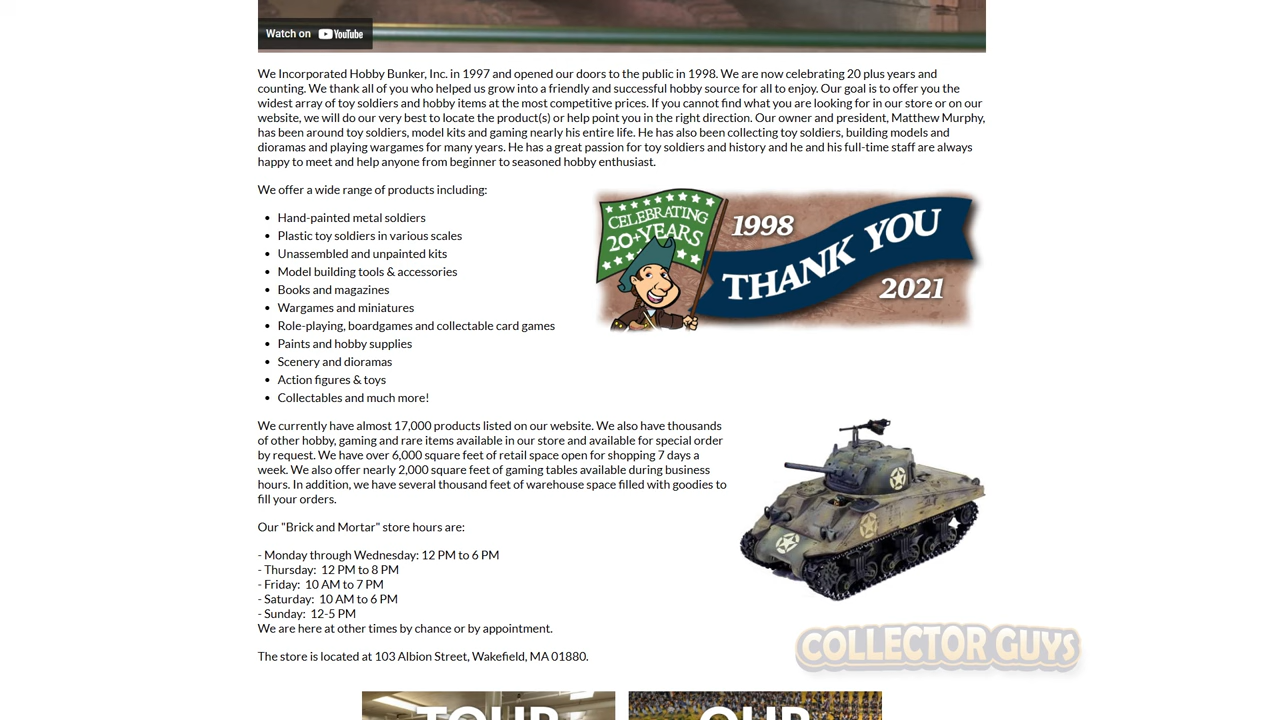 Watch on YouTube
We Incorporated Hobby Bunker, Inc. in 1997 and opened our doors to the public in 1998. We are now celebrating 20 plus years and
counting. We thank all of you who helped us grow into a friendly and successful hobby source for all to enjoy. Our goal is to offer you the
widest array of toy soldiers and hobby items at the most competitive prices. If you cannot find what you are looking for in our store or on our
website, we will do our very best to locate the product(s) or help point you in the right direction. Our owner and president, Matthew Murphy,
has been around toy soldiers, model kits and gaming nearly his entire life. He has also been collecting toy soldiers, building models and
dioramas and playing wargames for many years. He has a great passion for toy soldiers and history and he and his full-time staff are always
happy to meet and help anyone from beginner to seasoned hobby enthusiast.
We offer a wide range of products including:
• Hand-painted metal soldiers
• Plastic toy soldiers in various scales
• Unassembled and unpainted kits
• Model building tools & accessories
• Books and magazines
• Wargames and miniatures
• Role-playing, boardgames and collectable card games
• Paints and hobby supplies
• Scenery and dioramas
• Action figures & toys
• Collectables and much more!
CELEBRATING
20+YEARS
1998
THANK YOU
2021
We currently have almost 17,000 products listed on our website. We also have thousands
of other hobby, gaming and rare items available in our store and available for special order
by request. We have over 6,000 square feet of retail space open for shopping 7 days a
week. We also offer nearly 2,000 square feet of gaming tables available during business
hours. In addition, we have several thousand feet of warehouse space filled with goodies to
fill your orders.
Our "Brick and Mortar" store hours are:
- Monday through Wednesday: 12 PM to 6 PM
- Thursday: 12 PM to 8 PM
- Friday: 10 AM to 7 PM
- Saturday: 10 AM to 6 PM
- Sunday: 12-5 PM
We are here at other times by chance or by appointment.
The store is located at 103 Albion Street, Wakefield, MA 01880.
COLLECTOR GUYS
TOUR
OUR